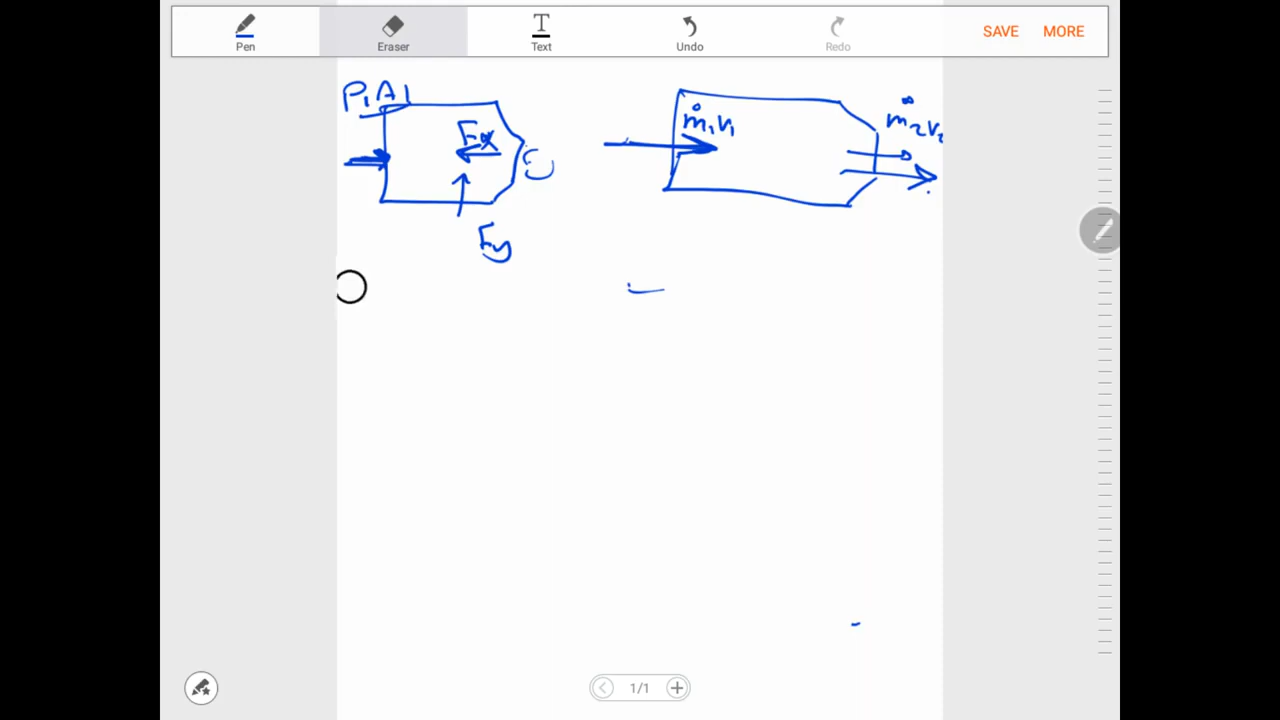 Pen Eraser Text Undo Redo SAVE MORE
P₁A₁
ṁ₁v₁
ṁ₂v₂
Fx
Fy
1/1